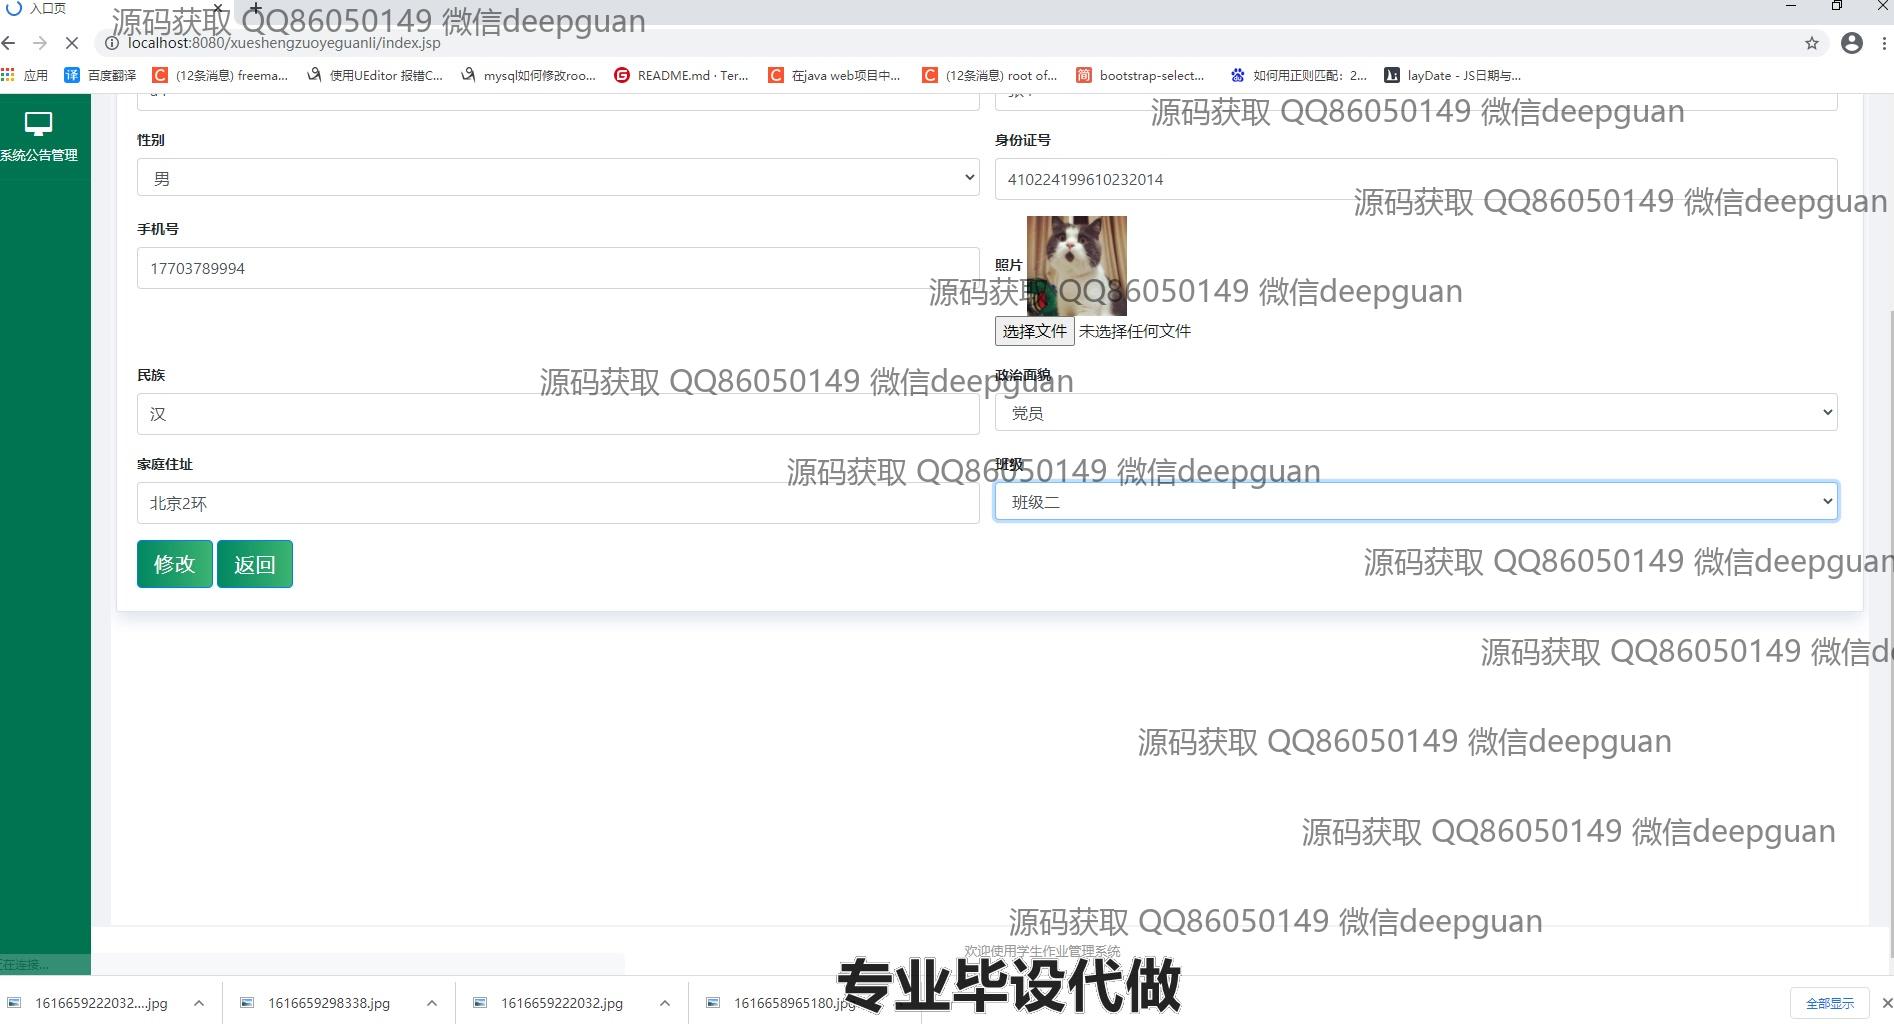 入口页
源码获取 QQ86050149 微信deepguan
localhost:8080/xueshengzuoyeguanli/index.jsp
应用 百度翻译 (12条消息) freema... 使用UEditor 报错C... mysql如何修改roo... README.md · Ter... 在java web项目中... (12条消息) root of... bootstrap-select... 如何用正则匹配：2... layDate - JS日期与...
源码获取 QQ86050149 微信deepguan
系统公告管理
性别 身份证号
男 410224199610232014
源码获取 QQ86050149 微信deepguan
手机号
17703789994 照片
源码获取 QQ86050149 微信deepguan
选择文件 未选择任何文件
民族 政治面貌
源码获取 QQ86050149 微信deepguan
汉 党员
家庭住址 班级
源码获取 QQ86050149 微信deepguan
北京2环 班级二
修改 返回
源码获取 QQ86050149 微信deepguan
源码获取 QQ86050149 微信de
源码获取 QQ86050149 微信deepguan
源码获取 QQ86050149 微信deepguan
源码获取 QQ86050149 微信deepguan
欢迎使用学生作业管理系统
在连接...
专业毕设代做
1616659222032....jpg 1616659298338.jpg 1616659222032.jpg 1616658965180.jpg 全部显示